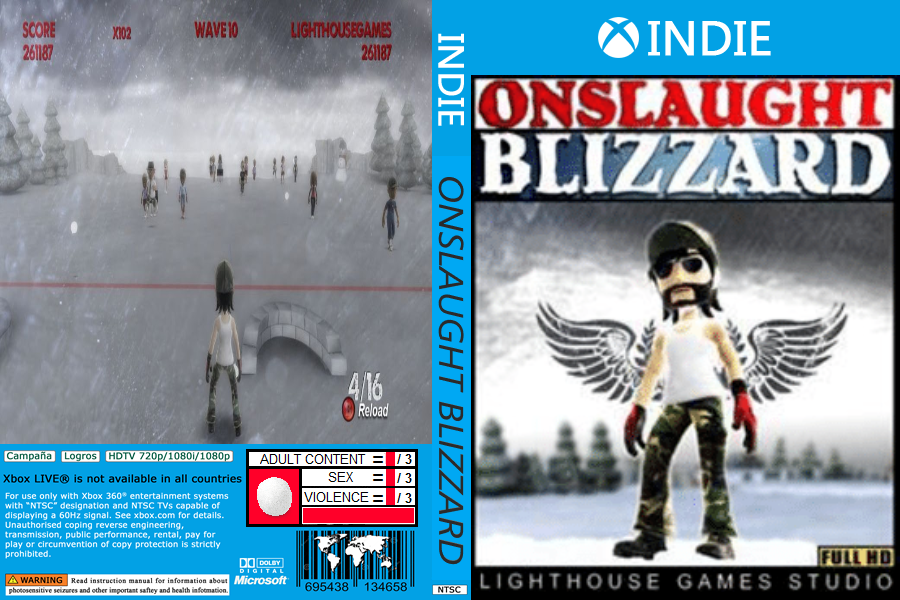 SCORE
261187
X102
WAVE 10
LIGHTHOUSEGAMES
261187
4/16
Reload
Campaña
Logros
HDTV 720p/1080i/1080p
Xbox LIVE® is not available in all countries
For use only with Xbox 360® entertainment systems
with “NTSC” designation and NTSC TVs capable of
displaying a 60Hz signal. See xbox.com for details.
Unauthorised coping reverse engineering,
transmission, public performance, rental, pay for
play or circumvention of copy protection is strictly
prohibited.
WARNING
Read instruction manual for information about
photosensitive seizures and other important saftey and health infotmation.
ADULT CONTENT = / 3
SEX = / 3
VIOLENCE = / 3
DOLBY
DIGITAL
Microsoft®
695438 134658
INDIE
ONSLAUGHT BLIZZARD
NTSC
INDIE
ONSLAUGHT
BLIZZARD
FULL HD
LIGHTHOUSE GAMES STUDIO